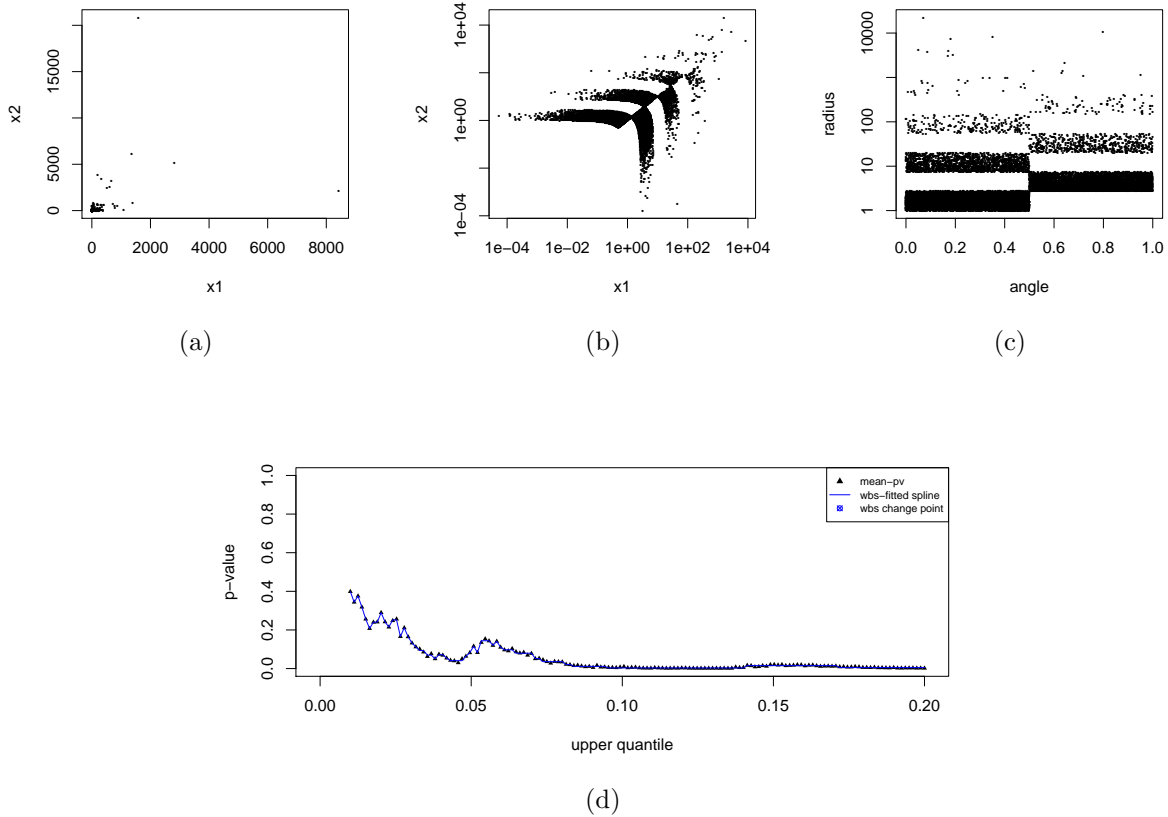 x2
0 5000 15000
0 2000 4000 6000 8000
x1
(a)
x2
1e−04 1e+00 1e+04
1e−04 1e−02 1e+00 1e+02 1e+04
x1
(b)
radius
1 10 100 10000
0.0 0.2 0.4 0.6 0.8 1.0
angle
(c)
p−value
0.0 0.2 0.4 0.6 0.8 1.0
mean−pv
wbs−fitted spline
wbs change point
0.00 0.05 0.10 0.15 0.20
upper quantile
(d)